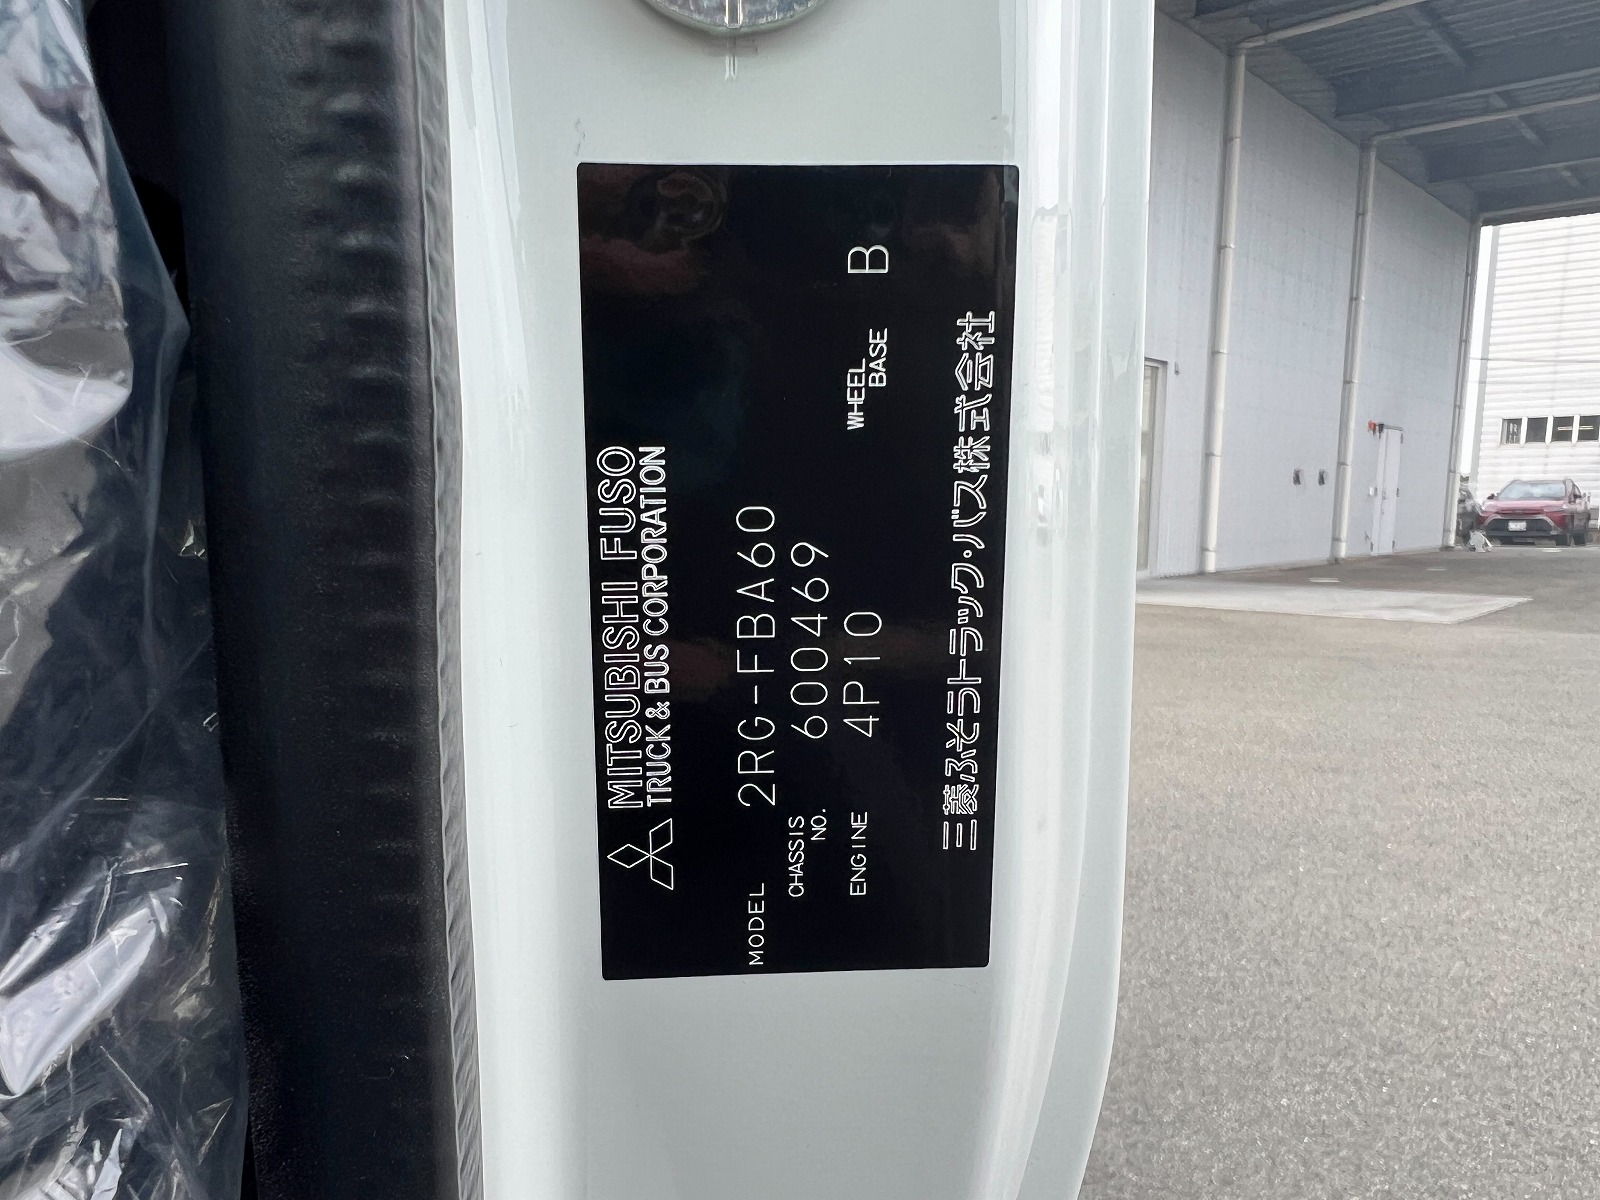 MITSUBISHI FUSO
TRUCK & BUS CORPORATION
MODEL 2RG-FBA60
CHASSIS NO. 600469
ENGINE 4P10 WHEEL BASE B
三菱ふそうトラック・バス株式会社